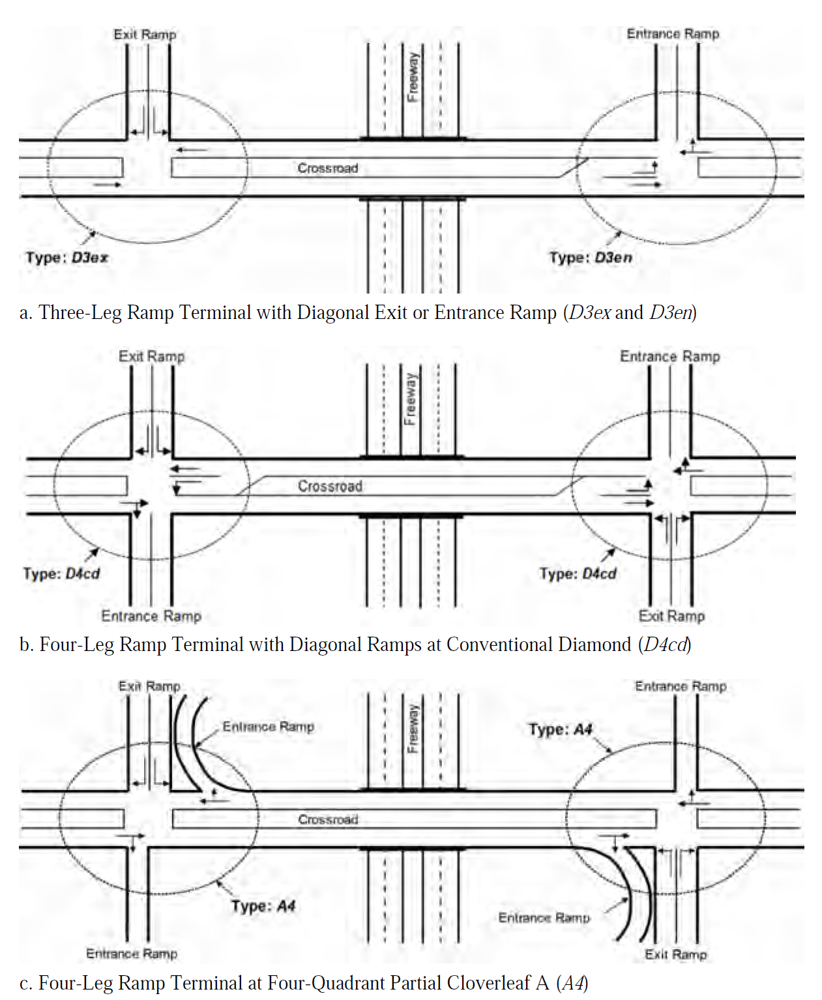 Exit Ramp
Entrance Ramp
Freeway
Crossroad
Type: D3ex
Type: D3en
a. Three-Leg Ramp Terminal with Diagonal Exit or Entrance Ramp (D3ex and D3en)
Exit Ramp
Entrance Ramp
Freeway
Crossroad
Type: D4cd
Type: D4cd
Entrance Ramp
Exit Ramp
b. Four-Leg Ramp Terminal with Diagonal Ramps at Conventional Diamond (D4cd)
Exit Ramp
Entrance Ramp
Entrance Ramp
Freeway
Type: A4
Crossroad
Type: A4
Entrance Ramp
Entrance Ramp
Exit Ramp
c. Four-Leg Ramp Terminal at Four-Quadrant Partial Cloverleaf A (A4)